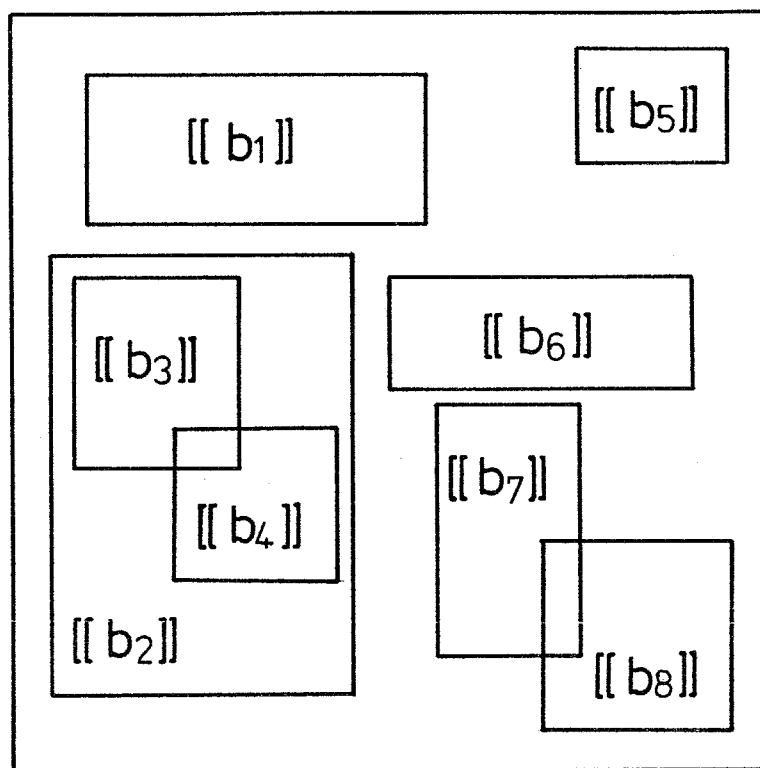 [[ b1 ]]
[[ b5 ]]
[[ b3 ]]
[[ b6 ]]
[[ b7 ]]
[[ b4 ]]
[[ b2 ]]
[[ b8 ]]